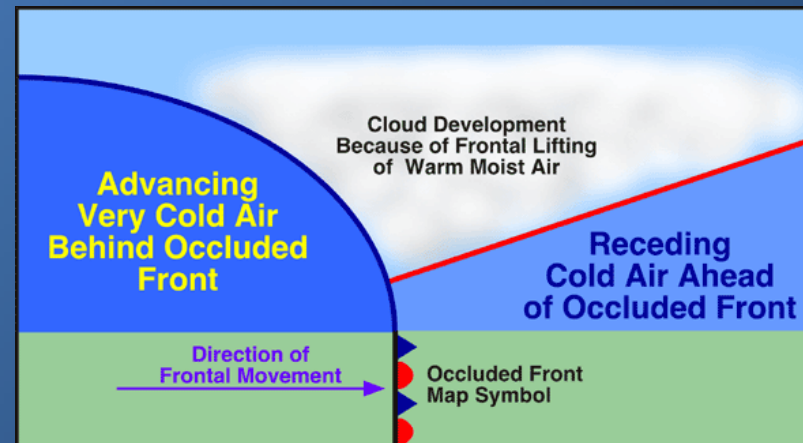 Cloud Development
Because of Frontal Lifting
of Warm Moist Air
Advancing
Very Cold Air
Behind Occluded
Front
Receding
Cold Air Ahead
of Occluded Front
Direction of
Frontal Movement
Occluded Front
Map Symbol